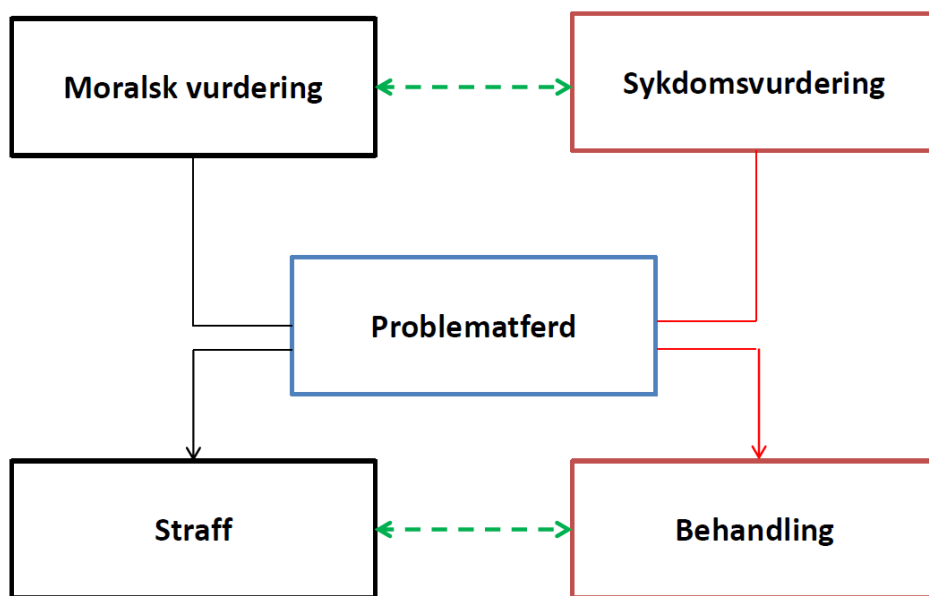 Moralsk vurdering
Sykdomsvurdering
Problematferd
Straff
Behandling